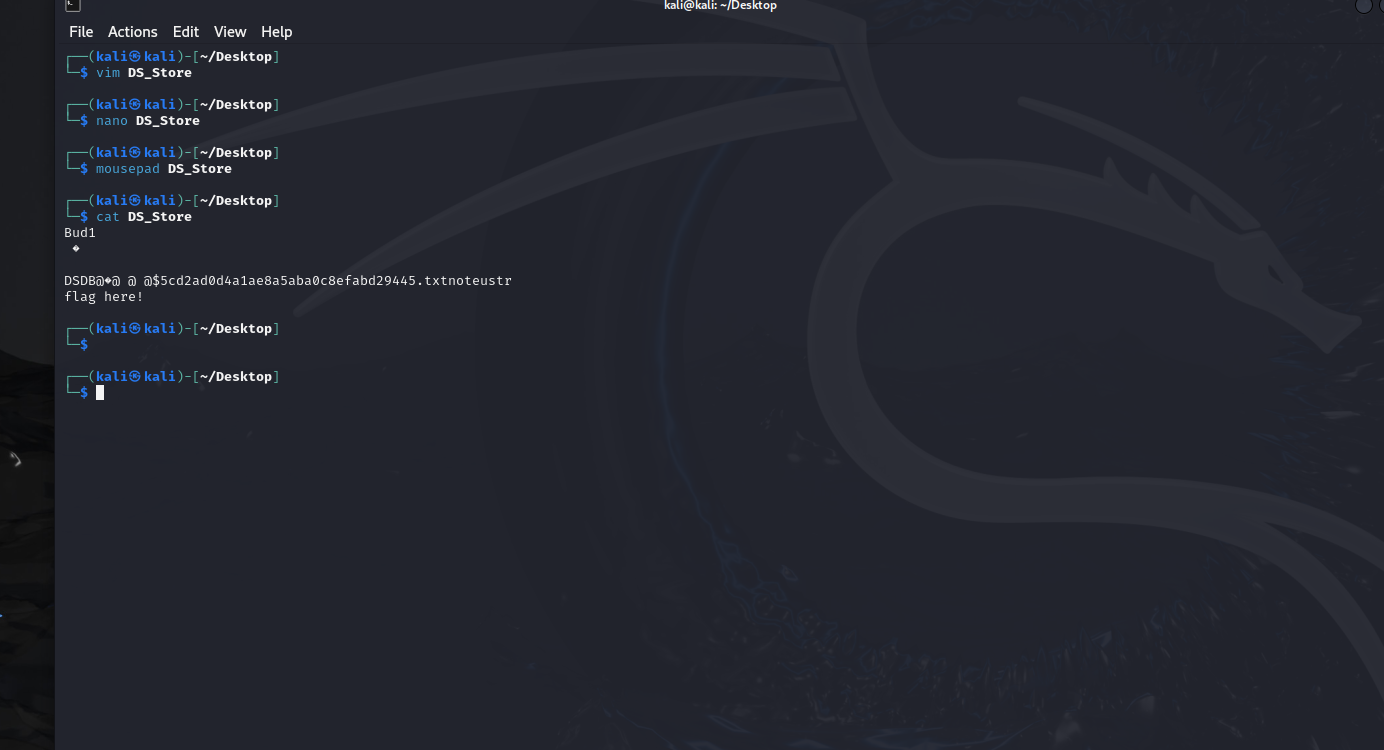 kali@kali: ~/Desktop
File Actions Edit View Help
┌──(kali㉿kali)-[~/Desktop]
└─$ vim DS_Store
┌──(kali㉿kali)-[~/Desktop]
└─$ nano DS_Store
┌──(kali㉿kali)-[~/Desktop]
└─$ mousepad DS_Store
┌──(kali㉿kali)-[~/Desktop]
└─$ cat DS_Store
Bud1
�
DSDB@�@ @ @$5cd2ad0d4a1ae8a5aba0c8efabd29445.txtnoteustr
flag here!
┌──(kali㉿kali)-[~/Desktop]
└─$
┌──(kali㉿kali)-[~/Desktop]
└─$